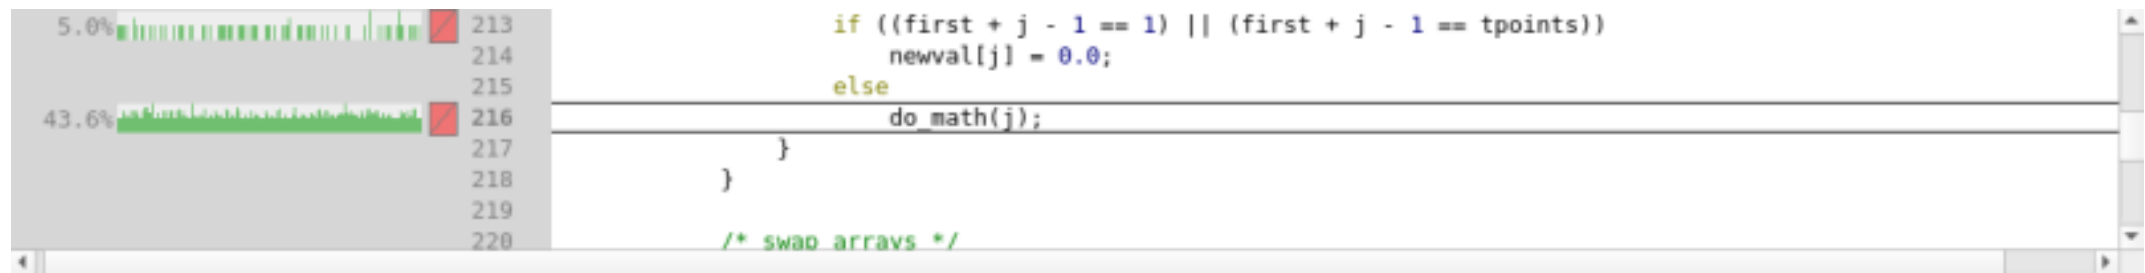 5.0% 213 if ((first + j - 1 == 1) || (first + j - 1 == tpoints))
214 newval[j] = 0.0;
215 else
43.6% 216 do_math(j);
217 }
218 }
219
220 /* swap arrays */